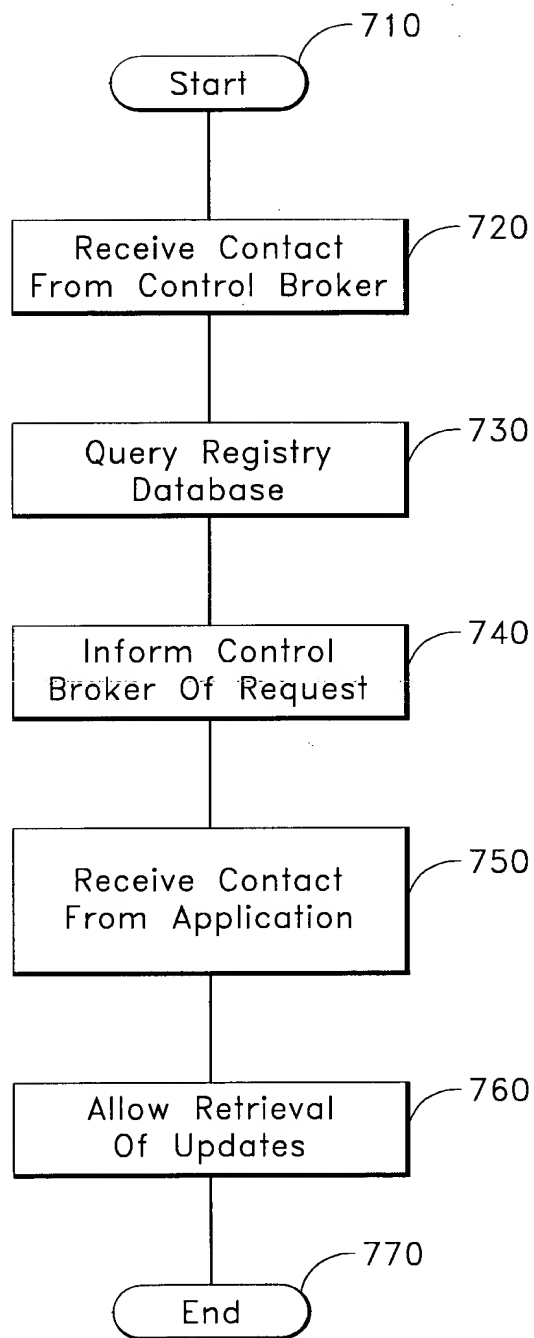 710
Start
720
Receive Contact
From Control Broker
730
Query Registry
Database
740
Inform Control
Broker Of Request
750
Receive Contact
From Application
760
Allow Retrieval
Of Updates
770
End